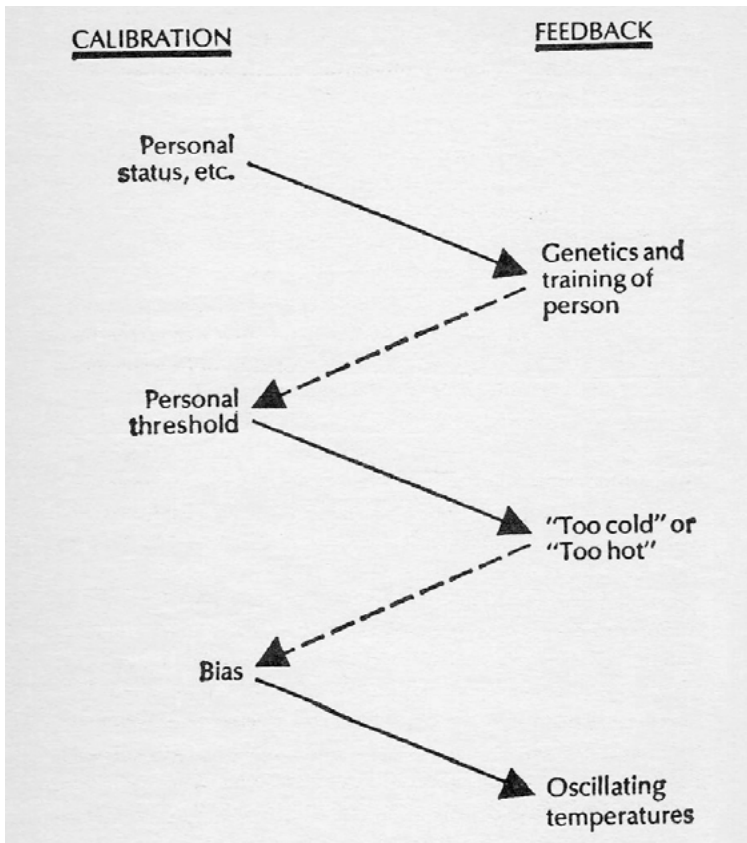 CALIBRATION
FEEDBACK
Personal
status, etc.
Genetics and
training of
person
Personal
threshold
"Too cold" or
"Too hot"
Bias
Oscillating
temperatures